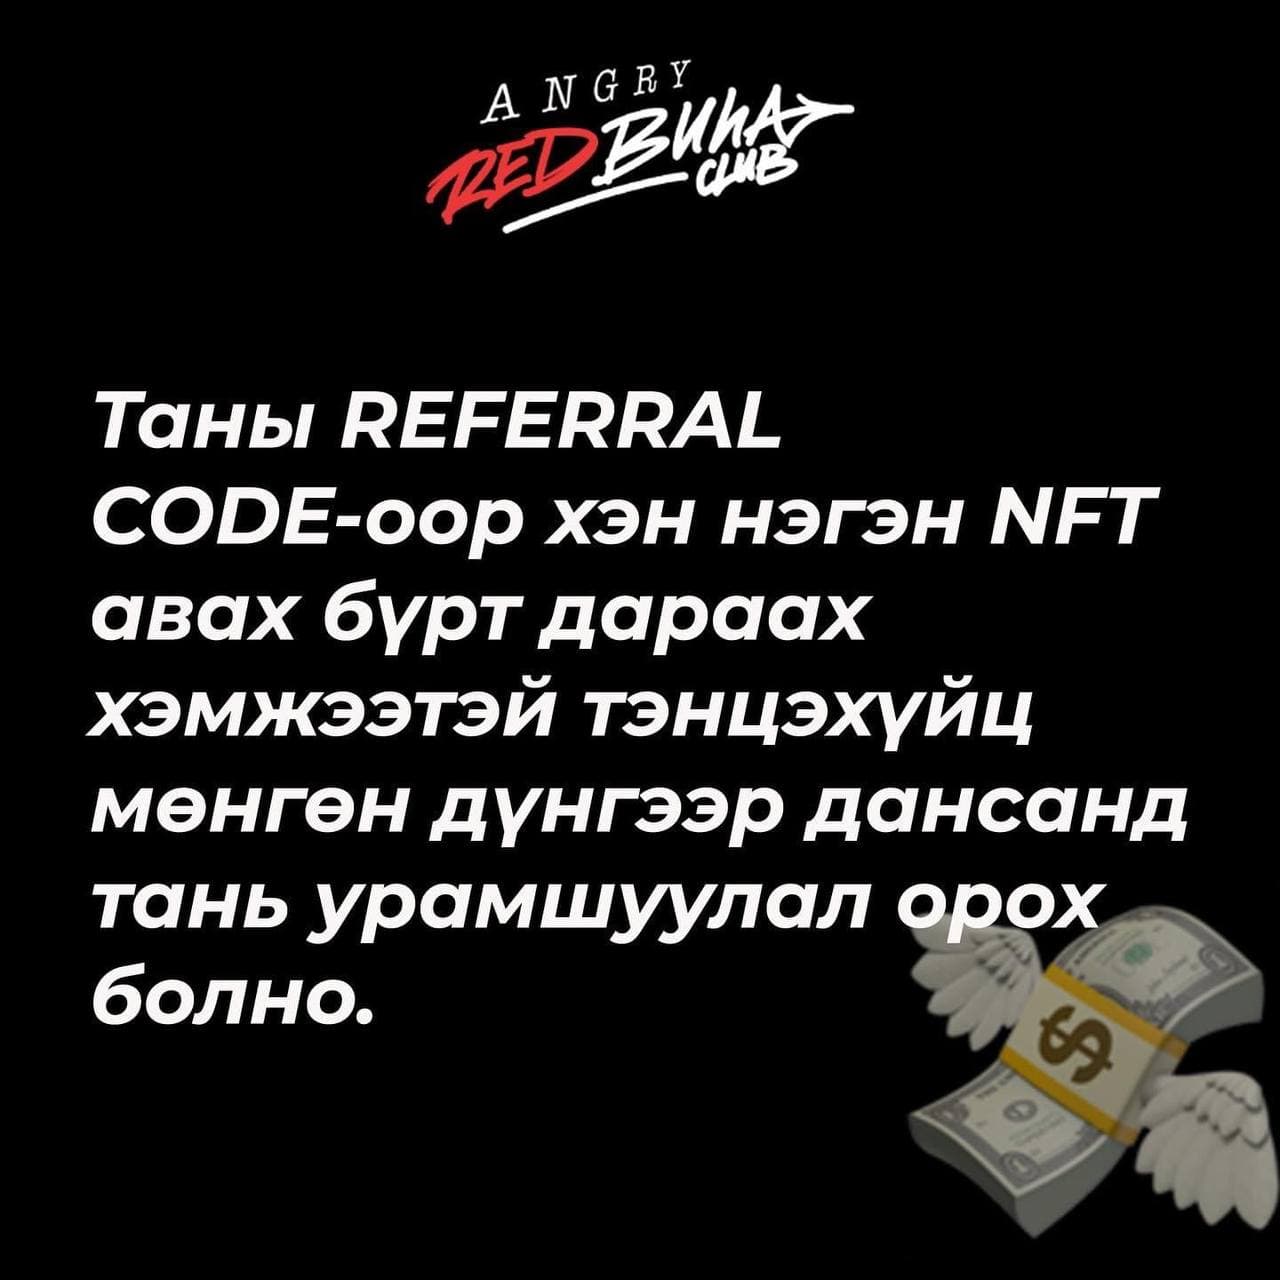 ANGRY
RED BUHA
CLUB
Таны REFERRAL
CODE-оор хэн нэгэн NFT
авах бүрт дараах
хэмжээтэй тэнцэхүйц
мөнгөн дүнгээр дансанд
тань урамшуулал орох
болно.
$